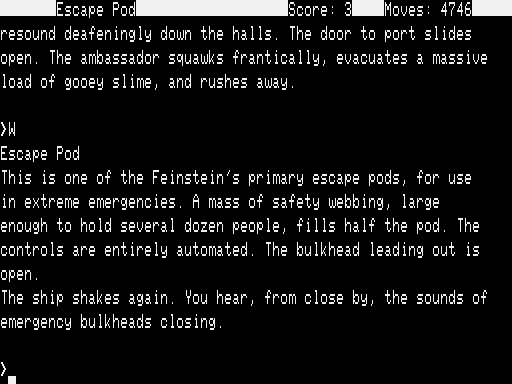 Escape Pod Score: 3 Moves: 4746
resound deafeningly down the halls. The door to port slides
open. The ambassador squawks frantically, evacuates a massive
load of gooey slime, and rushes away.
>W
Escape Pod
This is one of the Feinstein's primary escape pods, for use
in extreme emergencies. A mass of safety webbing, large
enough to hold several dozen people, fills half the pod. The
controls are entirely automated. The bulkhead leading out is
open.
The ship shakes again. You hear, from close by, the sounds of
emergency bulkheads closing.
>